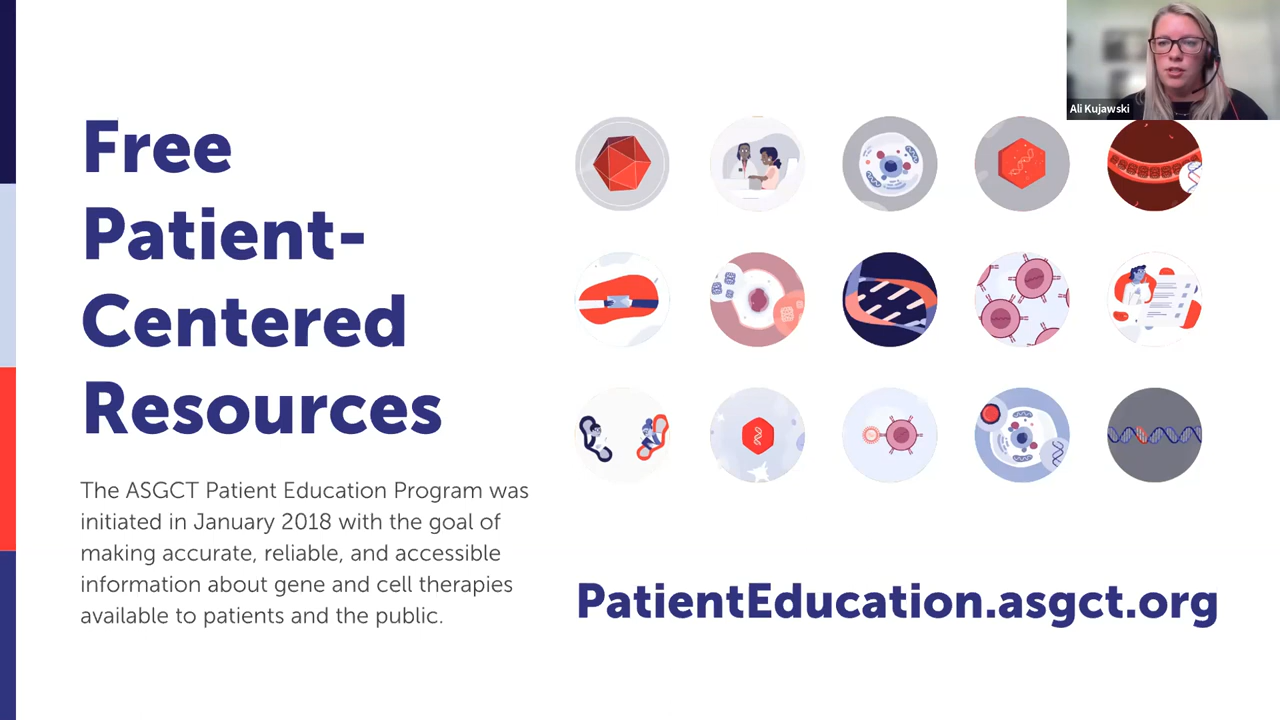 Free
Patient-
Centered
Resources
The ASGCT Patient Education Program was
initiated in January 2018 with the goal of
making accurate, reliable, and accessible
information about gene and cell therapies
available to patients and the public.
PatientEducation.asgct.org
Ali Kujawski